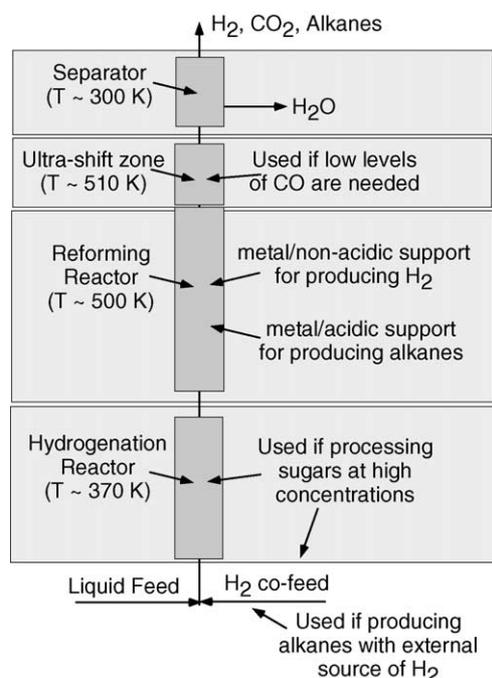 H₂, CO₂, Alkanes
Separator
(T ~ 300 K)
H₂O
Ultra-shift zone
(T ~ 510 K)
Used if low levels
of CO are needed
Reforming
Reactor
(T ~ 500 K)
metal/non-acidic support
for producing H₂
metal/acidic support
for producing alkanes
Hydrogenation
Reactor
(T ~ 370 K)
Used if processing
sugars at high
concentrations
Liquid Feed
H₂ co-feed
Used if producing
alkanes with external
source of H₂